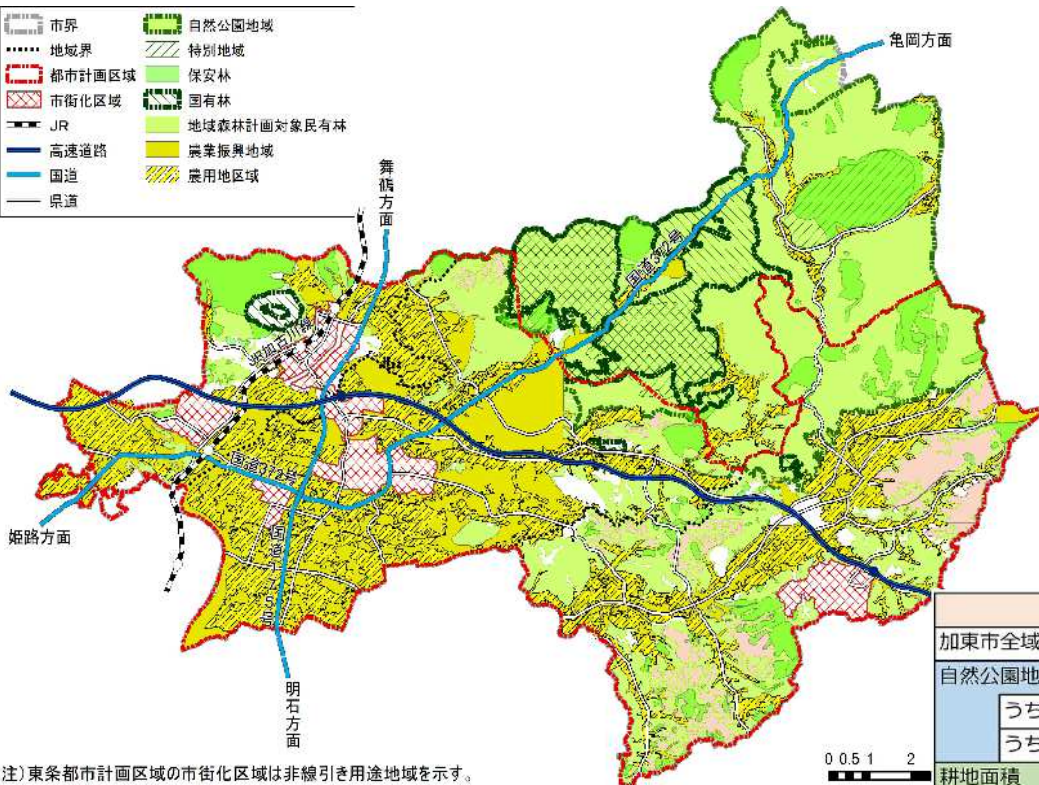 市界
地域界
都市計画区域
市街化区域
JR
高速道路
国道
県道
自然公園地域
特別地域
保安林
国有林
地域森林計画対象民有林
農業振興地域
農用地区域
亀岡方面
舞鶴方面
国道372号
JR加古川線
国道372号
国道175号
姫路方面
明石方面
0 0.5 1 2
加東市全域
自然公園地
うち
うち
耕地面積
注)東条都市計画区域の市街化区域は非線引き用途地域を示す。